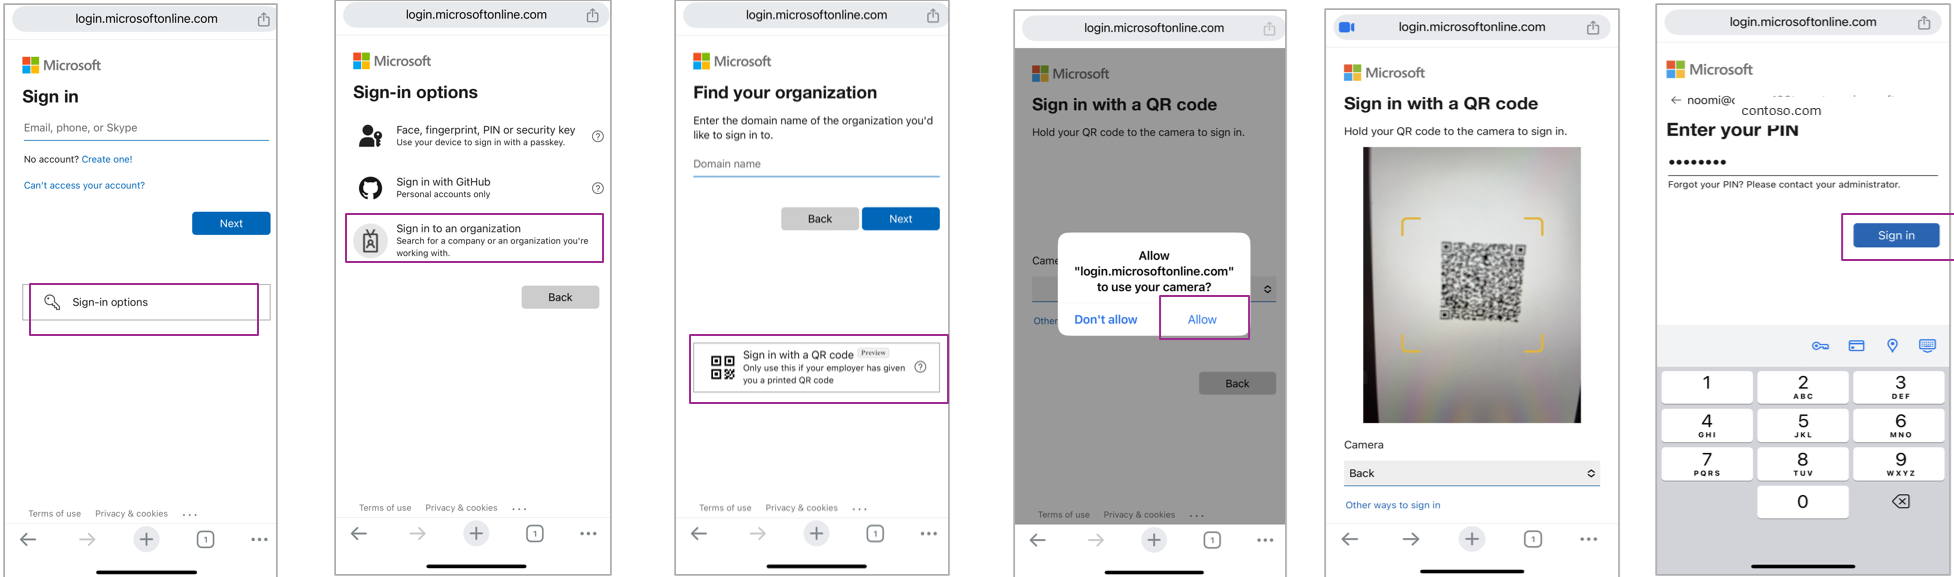 login.microsoftonline.com
Microsoft
Sign in
Email, phone, or Skype
No account? Create one!
Can't access your account?
Next
Sign-in options
Terms of use Privacy & cookies ...
1
login.microsoftonline.com
Microsoft
Sign-in options
Face, fingerprint, PIN or security key
Use your device to sign in with a passkey.
Sign in with GitHub
Personal accounts only
Sign in to an organization
Search for a company or an organization you're
working with.
Back
Terms of use Privacy & cookies ...
1
login.microsoftonline.com
Microsoft
Find your organization
Enter the domain name of the organization you'd
like to sign in to.
Domain name
Back Next
Sign in with a QR code Preview
Only use this if your employer has given
you a printed QR code
Terms of use Privacy & cookies ...
1
login.microsoftonline.com
Microsoft
Sign in with a QR code
Hold your QR code to the camera to sign in.
Allow
"login.microsoftonline.com"
to use your camera?
Don't allow Allow
Other
Back
Terms of use Privacy & cookies ...
1
login.microsoftonline.com
Microsoft
Sign in with a QR code
Hold your QR code to the camera to sign in.
Camera
Back
Other ways to sign in
1
login.microsoftonline.com
Microsoft
noomi@
contoso.com
Enter your PIN
Forgot your PIN? Please contact your administrator.
Sign in
1 2 3
ABC DEF
4 5 6
GHI JKL MNO
7 8 9
PQRS TUV WXYZ
0